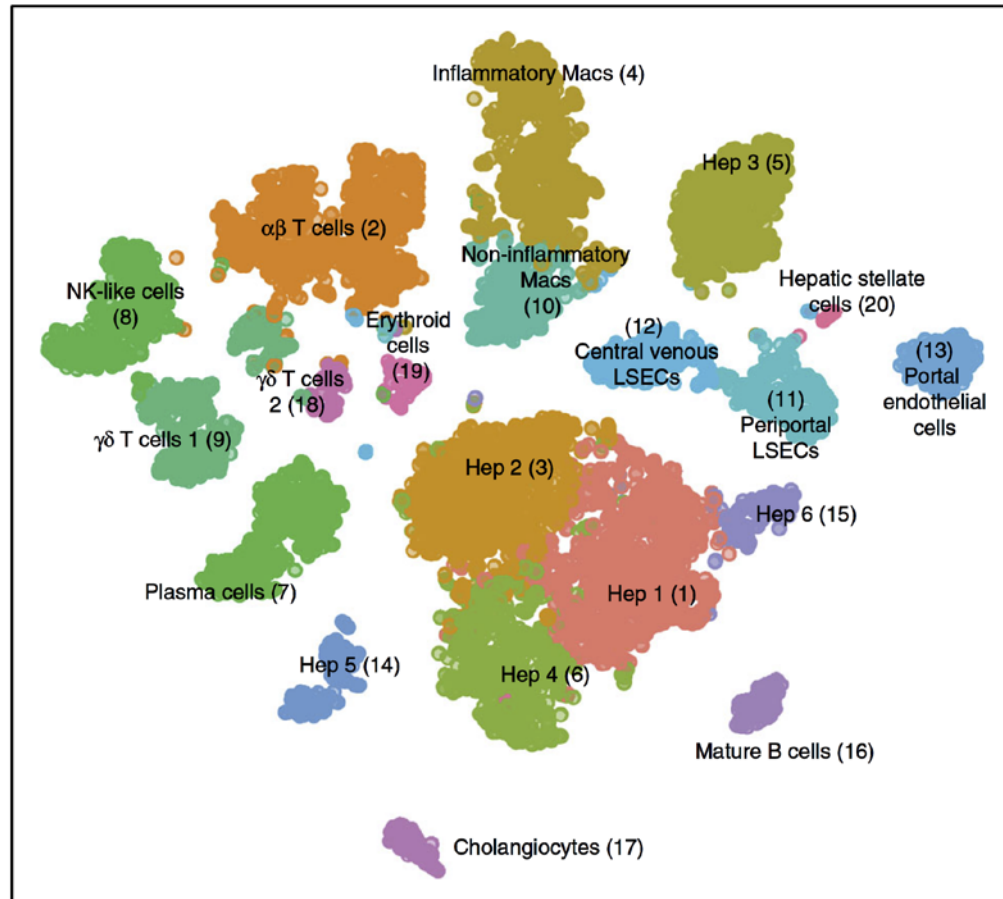 Inflammatory Macs (4)
Hep 3 (5)
αβ T cells (2)
Non-inflammatory
Macs
(10)
Hepatic stellate
cells (20)
NK-like cells
(8)
Erythroid
cells
(19)
(12)
Central venous
LSECs
(13)
Portal
endothelial
cells
γδ T cells
2 (18)
(11)
Periportal
LSECs
γδ T cells 1 (9)
Hep 2 (3)
Hep 6 (15)
Plasma cells (7)
Hep 1 (1)
Hep 5 (14)
Hep 4 (6)
Mature B cells (16)
Cholangiocytes (17)